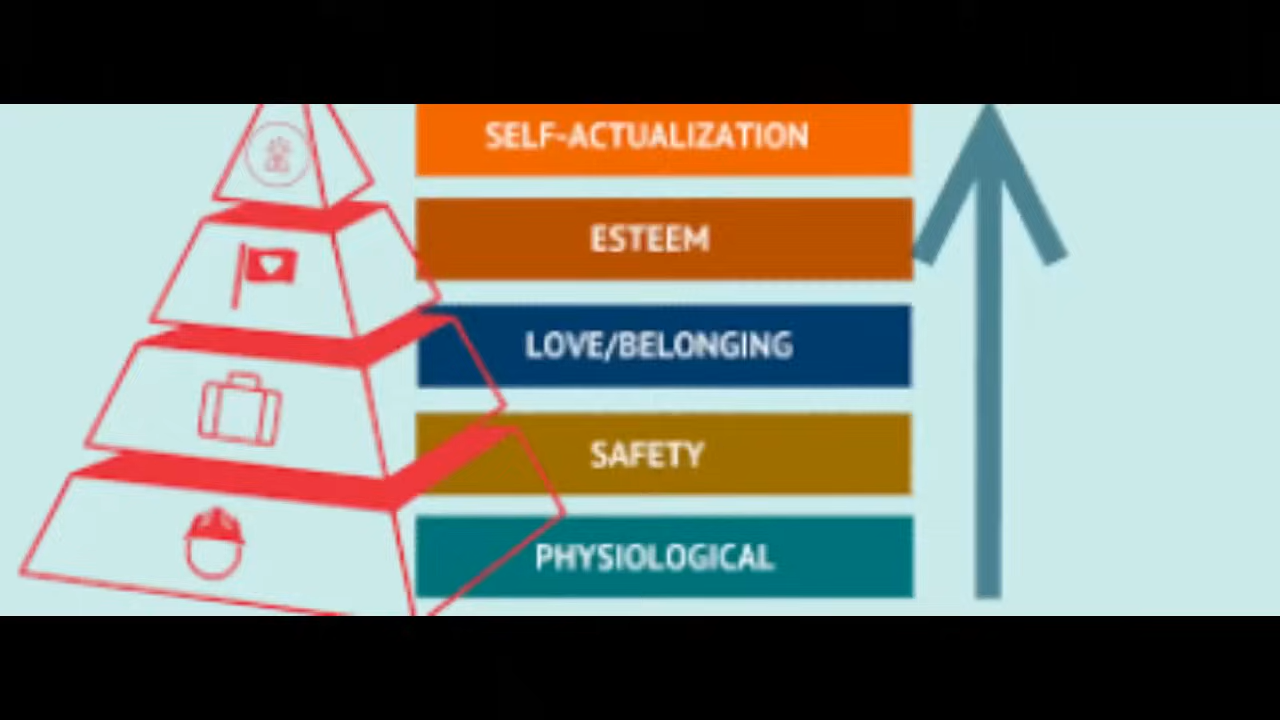 SELF-ACTUALIZATION
ESTEEM
LOVE/BELONGING
SAFETY
PHYSIOLOGICAL